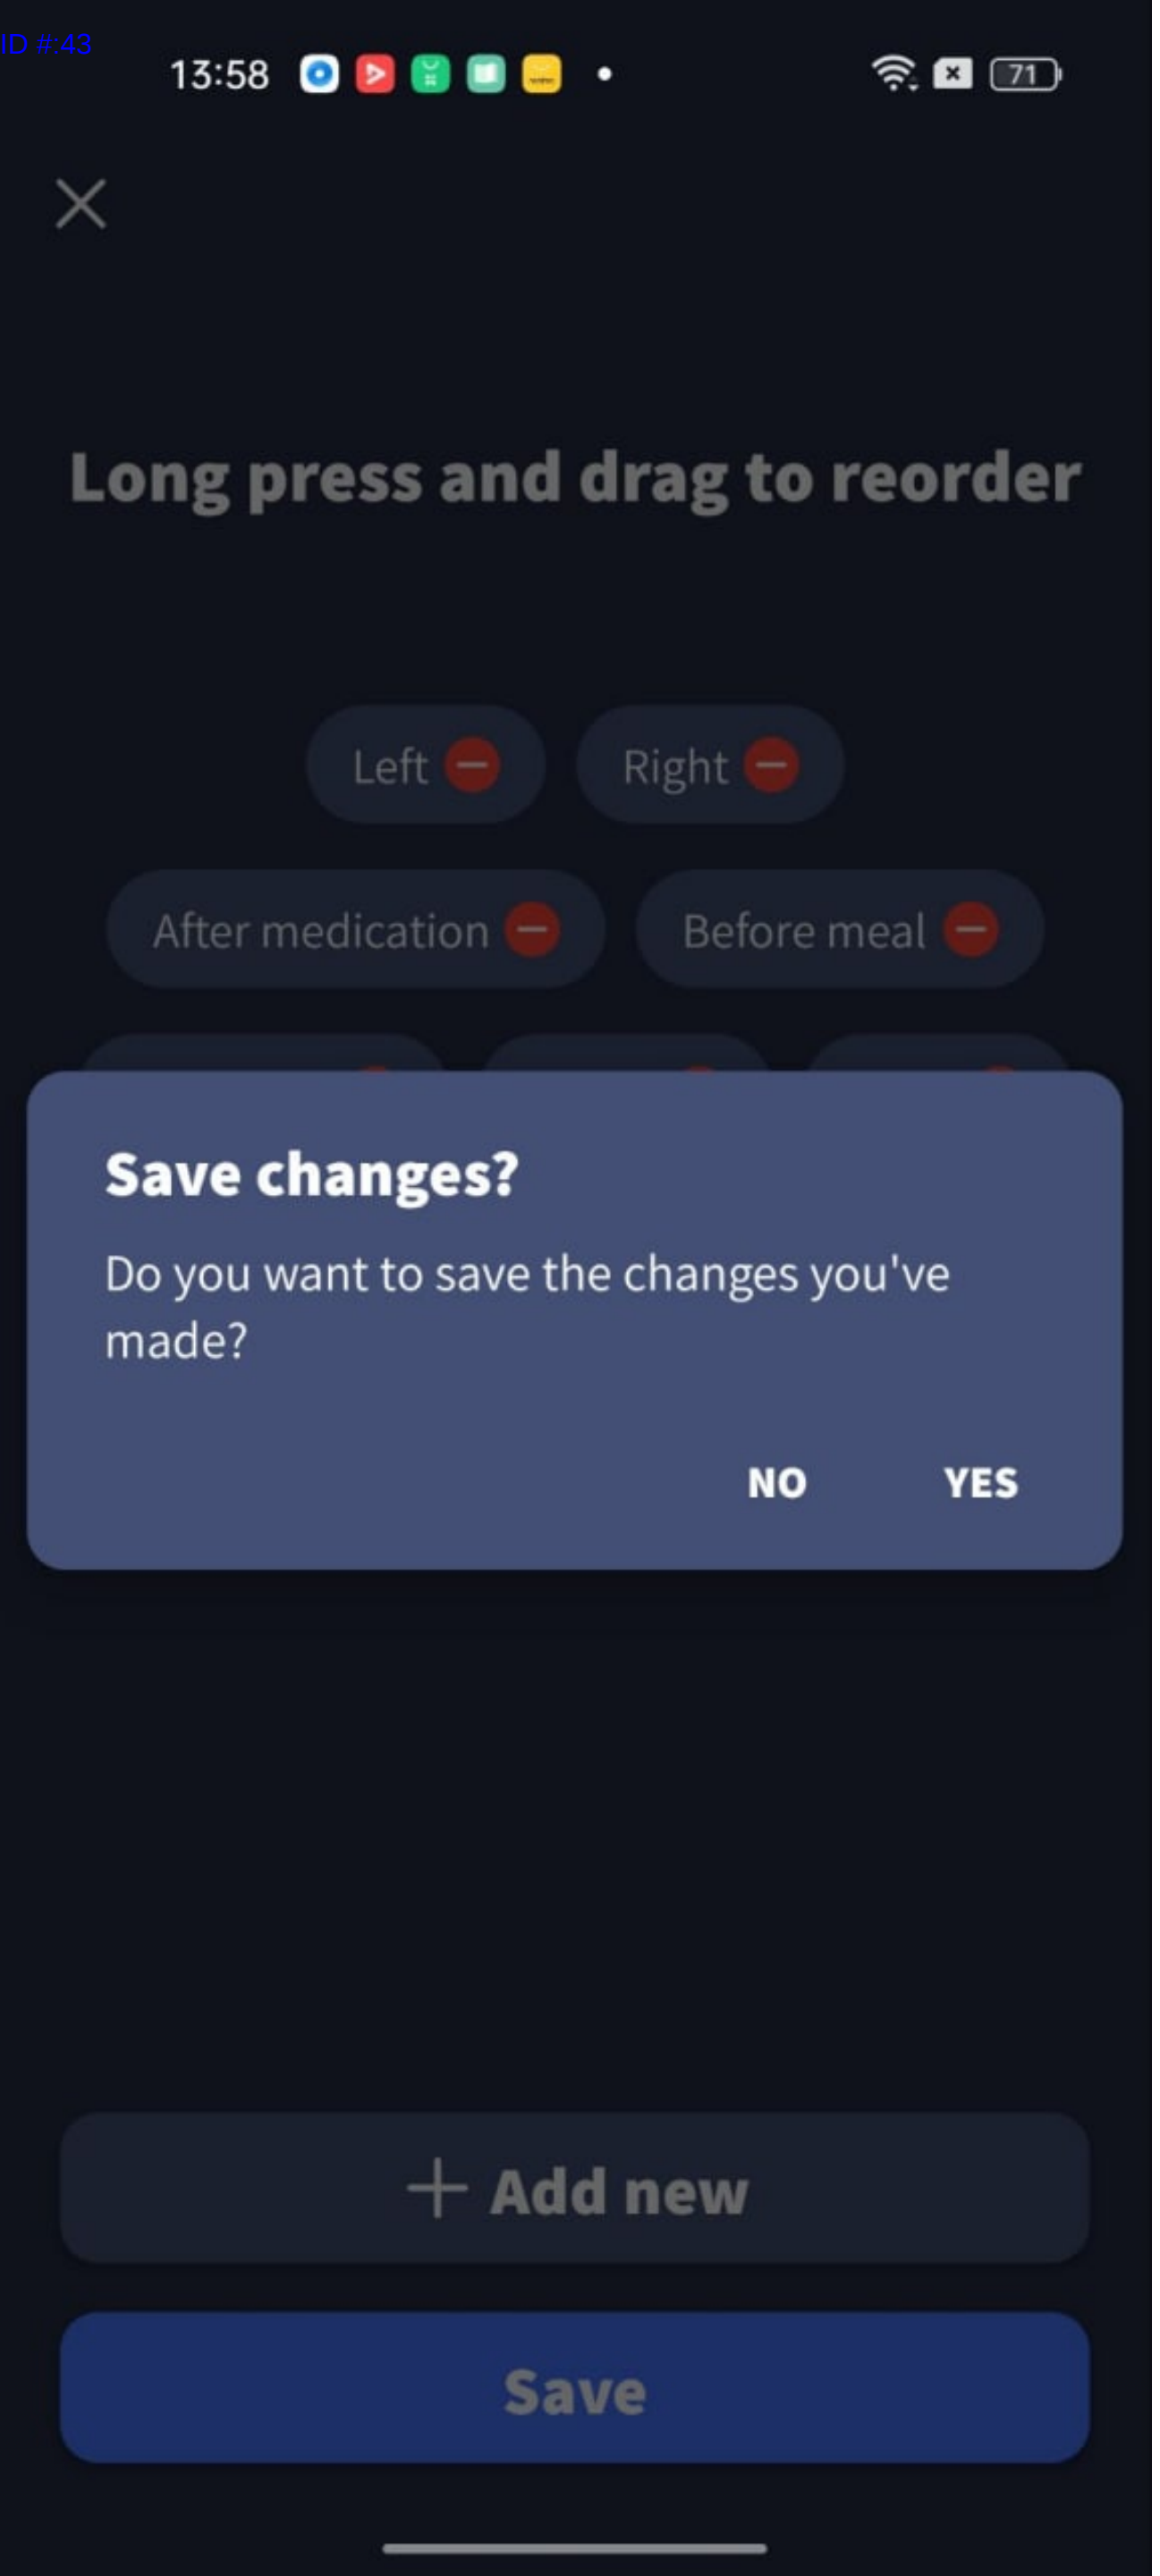 ID #:43
13:58
71
Long press and drag to reorder
Left
Right
After medication
Before meal
Save changes?
Do you want to save the changes you've
made?
NO
YES
Add new
Save